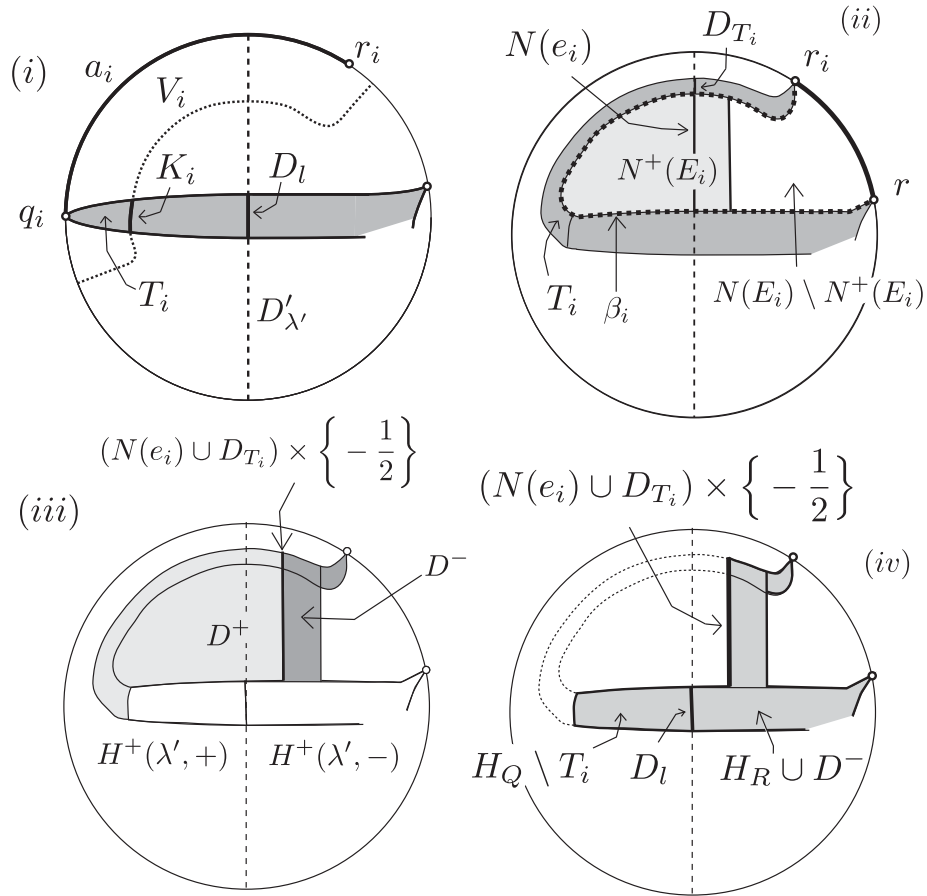 (i)
a_i
r_i
V_i
K_i
D_l
q_i
T_i
D'_{λ'}
(ii)
N(e_i)
D_{T_i}
r_i
N^+(E_i)
r
T_i
β_i
N(E_i) \ N^+(E_i)
(iii)
(N(e_i) ∪ D_{T_i}) × { - 1/2 }
D^-
D^+
H^+(λ', +)
H^+(λ', -)
(iv)
(N(e_i) ∪ D_{T_i}) × { - 1/2 }
H_Q \ T_i
D_l
H_R ∪ D^-